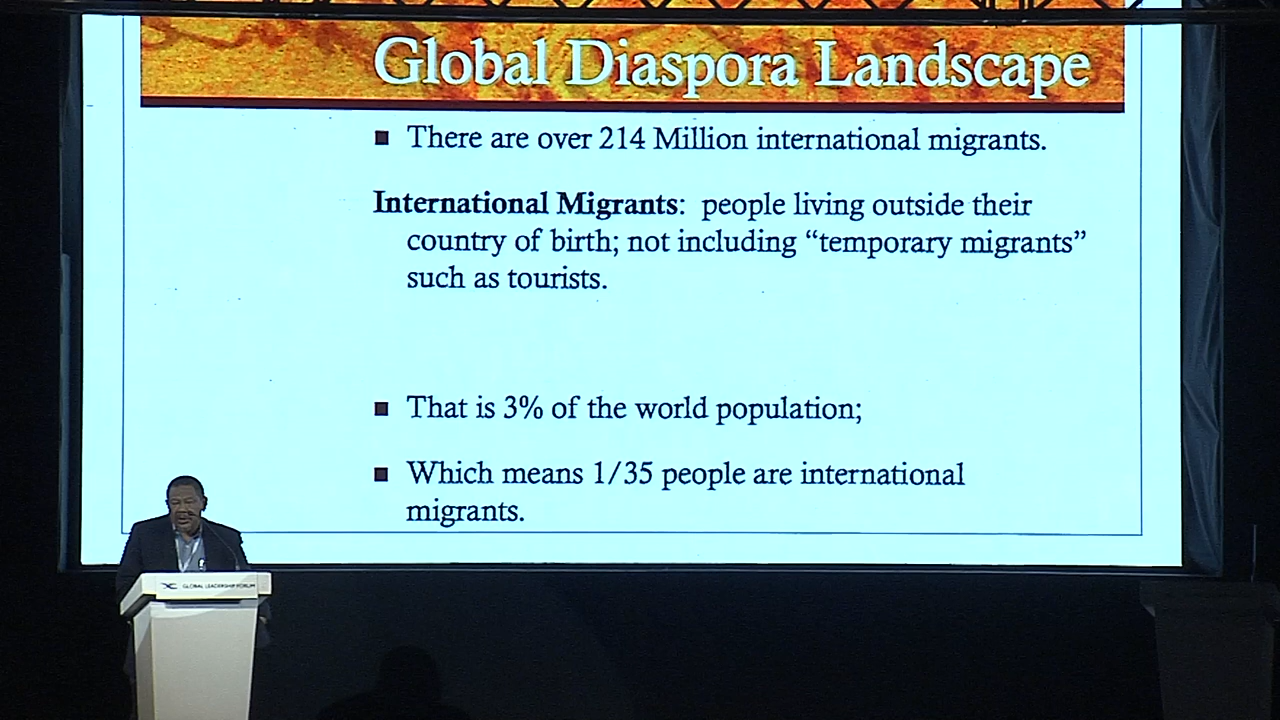 Global Diaspora Landscape
■ There are over 214 Million international migrants.
International Migrants: people living outside their
country of birth; not including “temporary migrants”
such as tourists.
■ That is 3% of the world population;
■ Which means 1/35 people are international
migrants.
GLOBAL LEADERSHIP FORUM